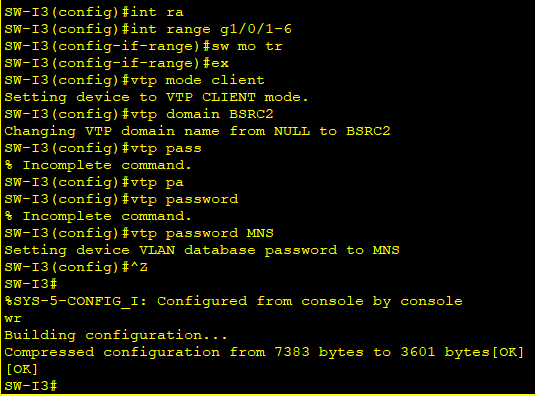 SW-I3(config)#int ra
SW-I3(config)#int range g1/0/1-6
SW-I3(config-if-range)#sw mo tr
SW-I3(config-if-range)#ex
SW-I3(config)#vtp mode client
Setting device to VTP CLIENT mode.
SW-I3(config)#vtp domain BSRC2
Changing VTP domain name from NULL to BSRC2
SW-I3(config)#vtp pass
% Incomplete command.
SW-I3(config)#vtp pa
SW-I3(config)#vtp password
% Incomplete command.
SW-I3(config)#vtp password MNS
Setting device VLAN database password to MNS
SW-I3(config)#^Z
SW-I3#
%SYS-5-CONFIG_I: Configured from console by console
wr
Building configuration...
Compressed configuration from 7383 bytes to 3601 bytes[OK]
[OK]
SW-I3#